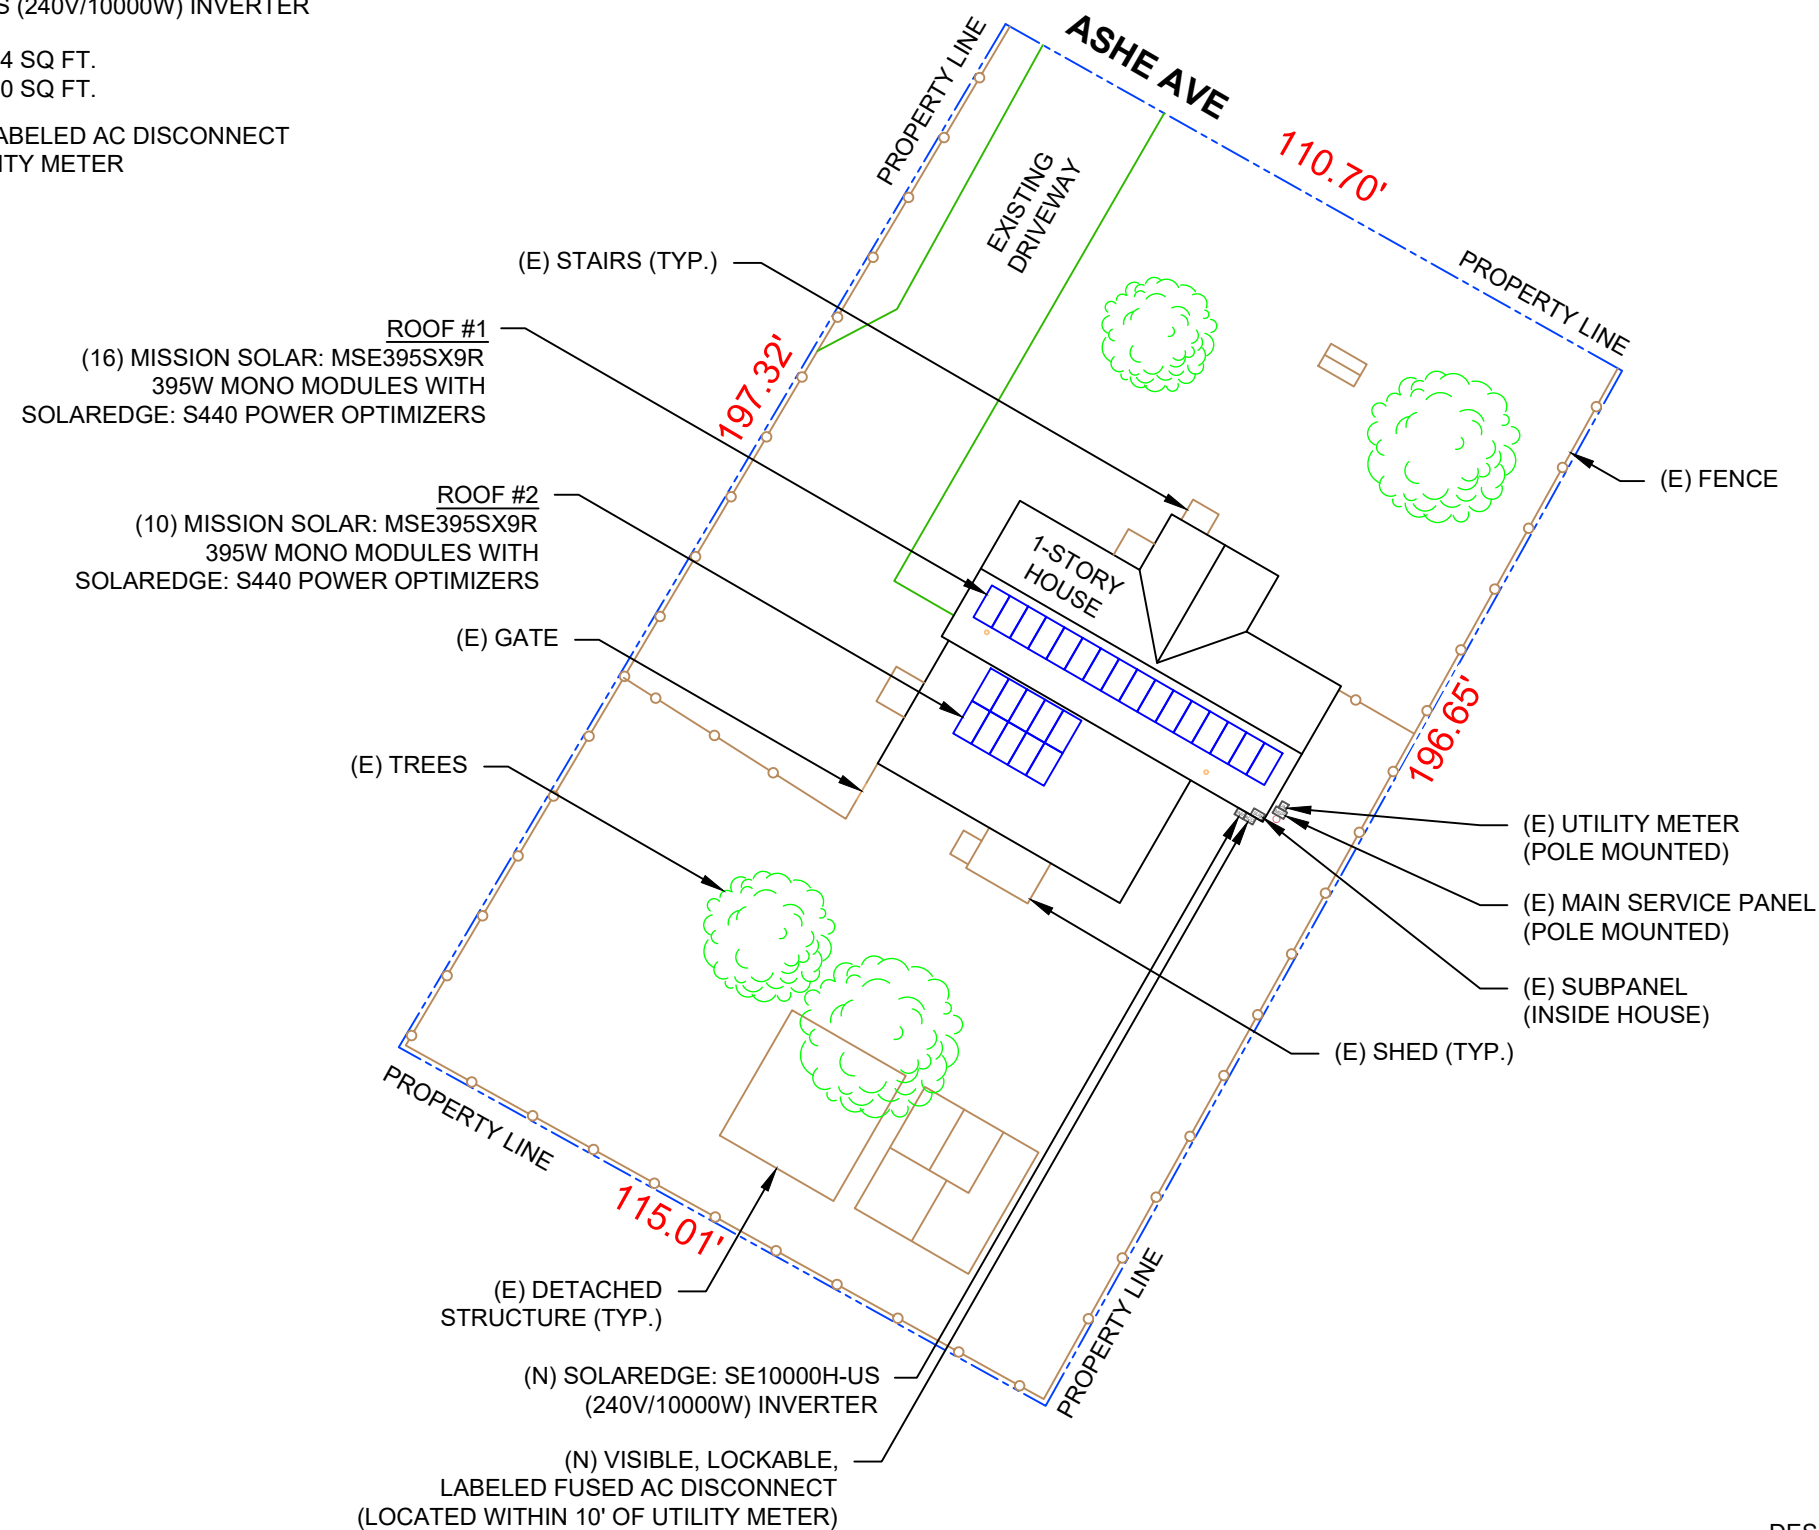 (240V/10000W) INVERTER
4 SQ FT.
0 SQ FT.
LABELED AC DISCONNECT
METER
ASHE AVE
PROPERTY LINE
110.70'
EXISTING
DRIVEWAY
PROPERTY LINE
(E) STAIRS (TYP.)
ROOF #1
(16) MISSION SOLAR: MSE395SX9R
395W MONO MODULES WITH
SOLAREDGE: S440 POWER OPTIMIZERS
197.32'
ROOF #2
(10) MISSION SOLAR: MSE395SX9R
395W MONO MODULES WITH
SOLAREDGE: S440 POWER OPTIMIZERS
(E) FENCE
1-STORY
HOUSE
(E) GATE
(E) TREES
196.65'
(E) UTILITY METER
(POLE MOUNTED)
(E) MAIN SERVICE PANEL
(POLE MOUNTED)
(E) SUBPANEL
(INSIDE HOUSE)
(E) SHED (TYP.)
PROPERTY LINE
115.01'
(E) DETACHED
STRUCTURE (TYP.)
PROPERTY LINE
(N) SOLAREDGE: SE10000H-US
(240V/10000W) INVERTER
(N) VISIBLE, LOCKABLE,
LABELED FUSED AC DISCONNECT
(LOCATED WITHIN 10' OF UTILITY METER)